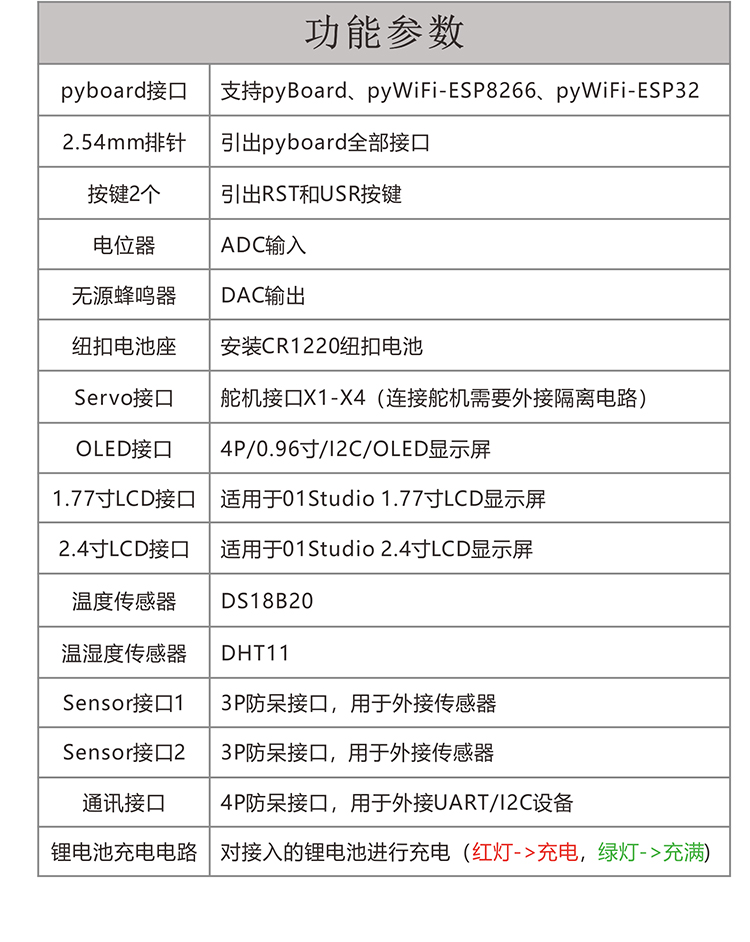 功能参数
pyboard接口 支持pyBoard、pyWiFi-ESP8266、pyWiFi-ESP32
2.54mm排针 引出pyboard全部接口
按键2个 引出RST和USR按键
电位器 ADC输入
无源蜂鸣器 DAC输出
纽扣电池座 安装CR1220纽扣电池
Servo接口 舵机接口X1-X4（连接舵机需要外接隔离电路）
OLED接口 4P/0.96寸/I2C/OLED显示屏
1.77寸LCD接口 适用于01Studio 1.77寸LCD显示屏
2.4寸LCD接口 适用于01Studio 2.4寸LCD显示屏
温度传感器 DS18B20
温湿度传感器 DHT11
Sensor接口1 3P防呆接口，用于外接传感器
Sensor接口2 3P防呆接口，用于外接传感器
通讯接口 4P防呆接口，用于外接UART/I2C设备
锂电池充电电路 对接入的锂电池进行充电（红灯->充电，绿灯->充满)